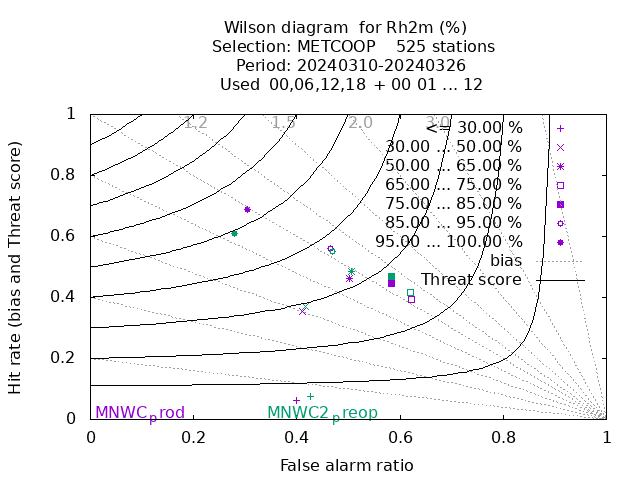 Wilson diagram  for Rh2m (%)
Selection: METCOOP    525 stations
Period: 20240310-20240326
Used  00,06,12,18  + 00 01 ... 12
Hit rate (bias and Threat score)
1
0.8
0.6
0.4
0.2
0
1.2
1.5
2.0
3.0
<= 30.00 %
30.00 ... 50.00 %
50.00 ... 65.00 %
65.00 ... 75.00 %
75.00 ... 85.00 %
85.00 ... 95.00 %
95.00 ... 100.00 %
bias
Threat score
MNWCprod
MNWC2preop
0
0.2
0.4
0.6
0.8
1
False alarm ratio